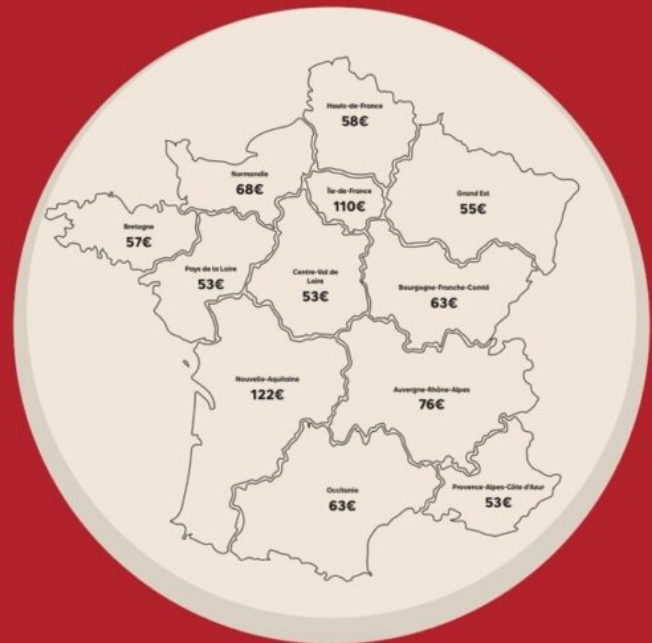 Hauts-de-France
58€
Normandie
68€
Île-de-France
110€
Grand Est
55€
Bretagne
57€
Pays de la Loire
53€
Centre-Val de
Loire
53€
Bourgogne-Franche-Comté
63€
Nouvelle-Aquitaine
122€
Auvergne-Rhône-Alpes
76€
Occitanie
63€
Provence-Alpes-Côte d'Azur
53€